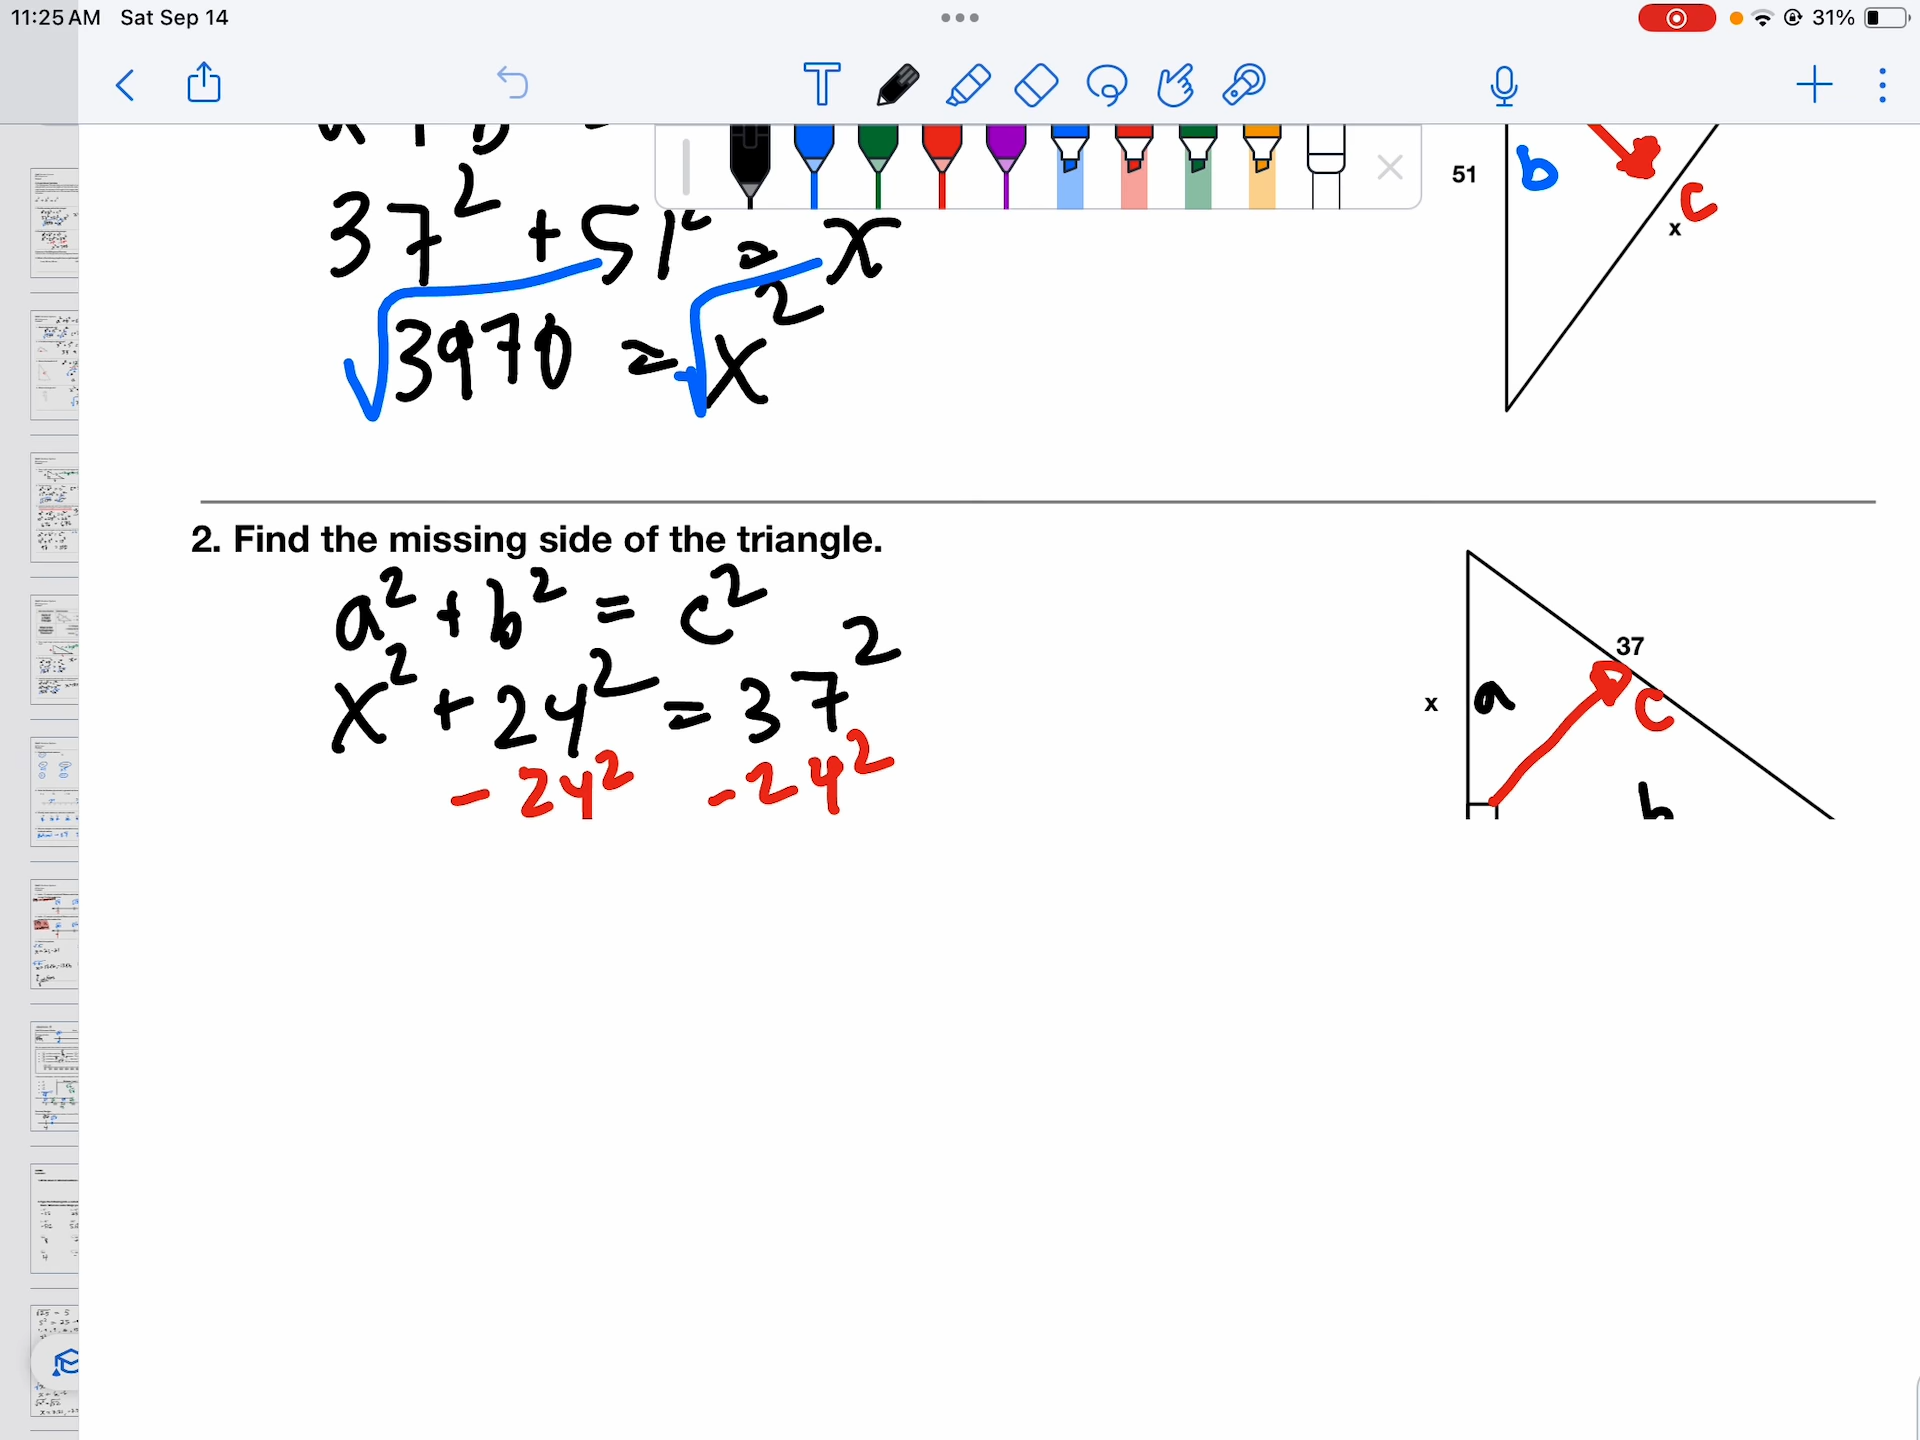 11:25 AM Sat Sep 14
31%
T
37² + 51² = x
√3970 = √x²
51
b
c
x
2. Find the missing side of the triangle.
a² + b² = c²
x² + 24² = 37²
- 24² - 24²
37
x
a
c
b